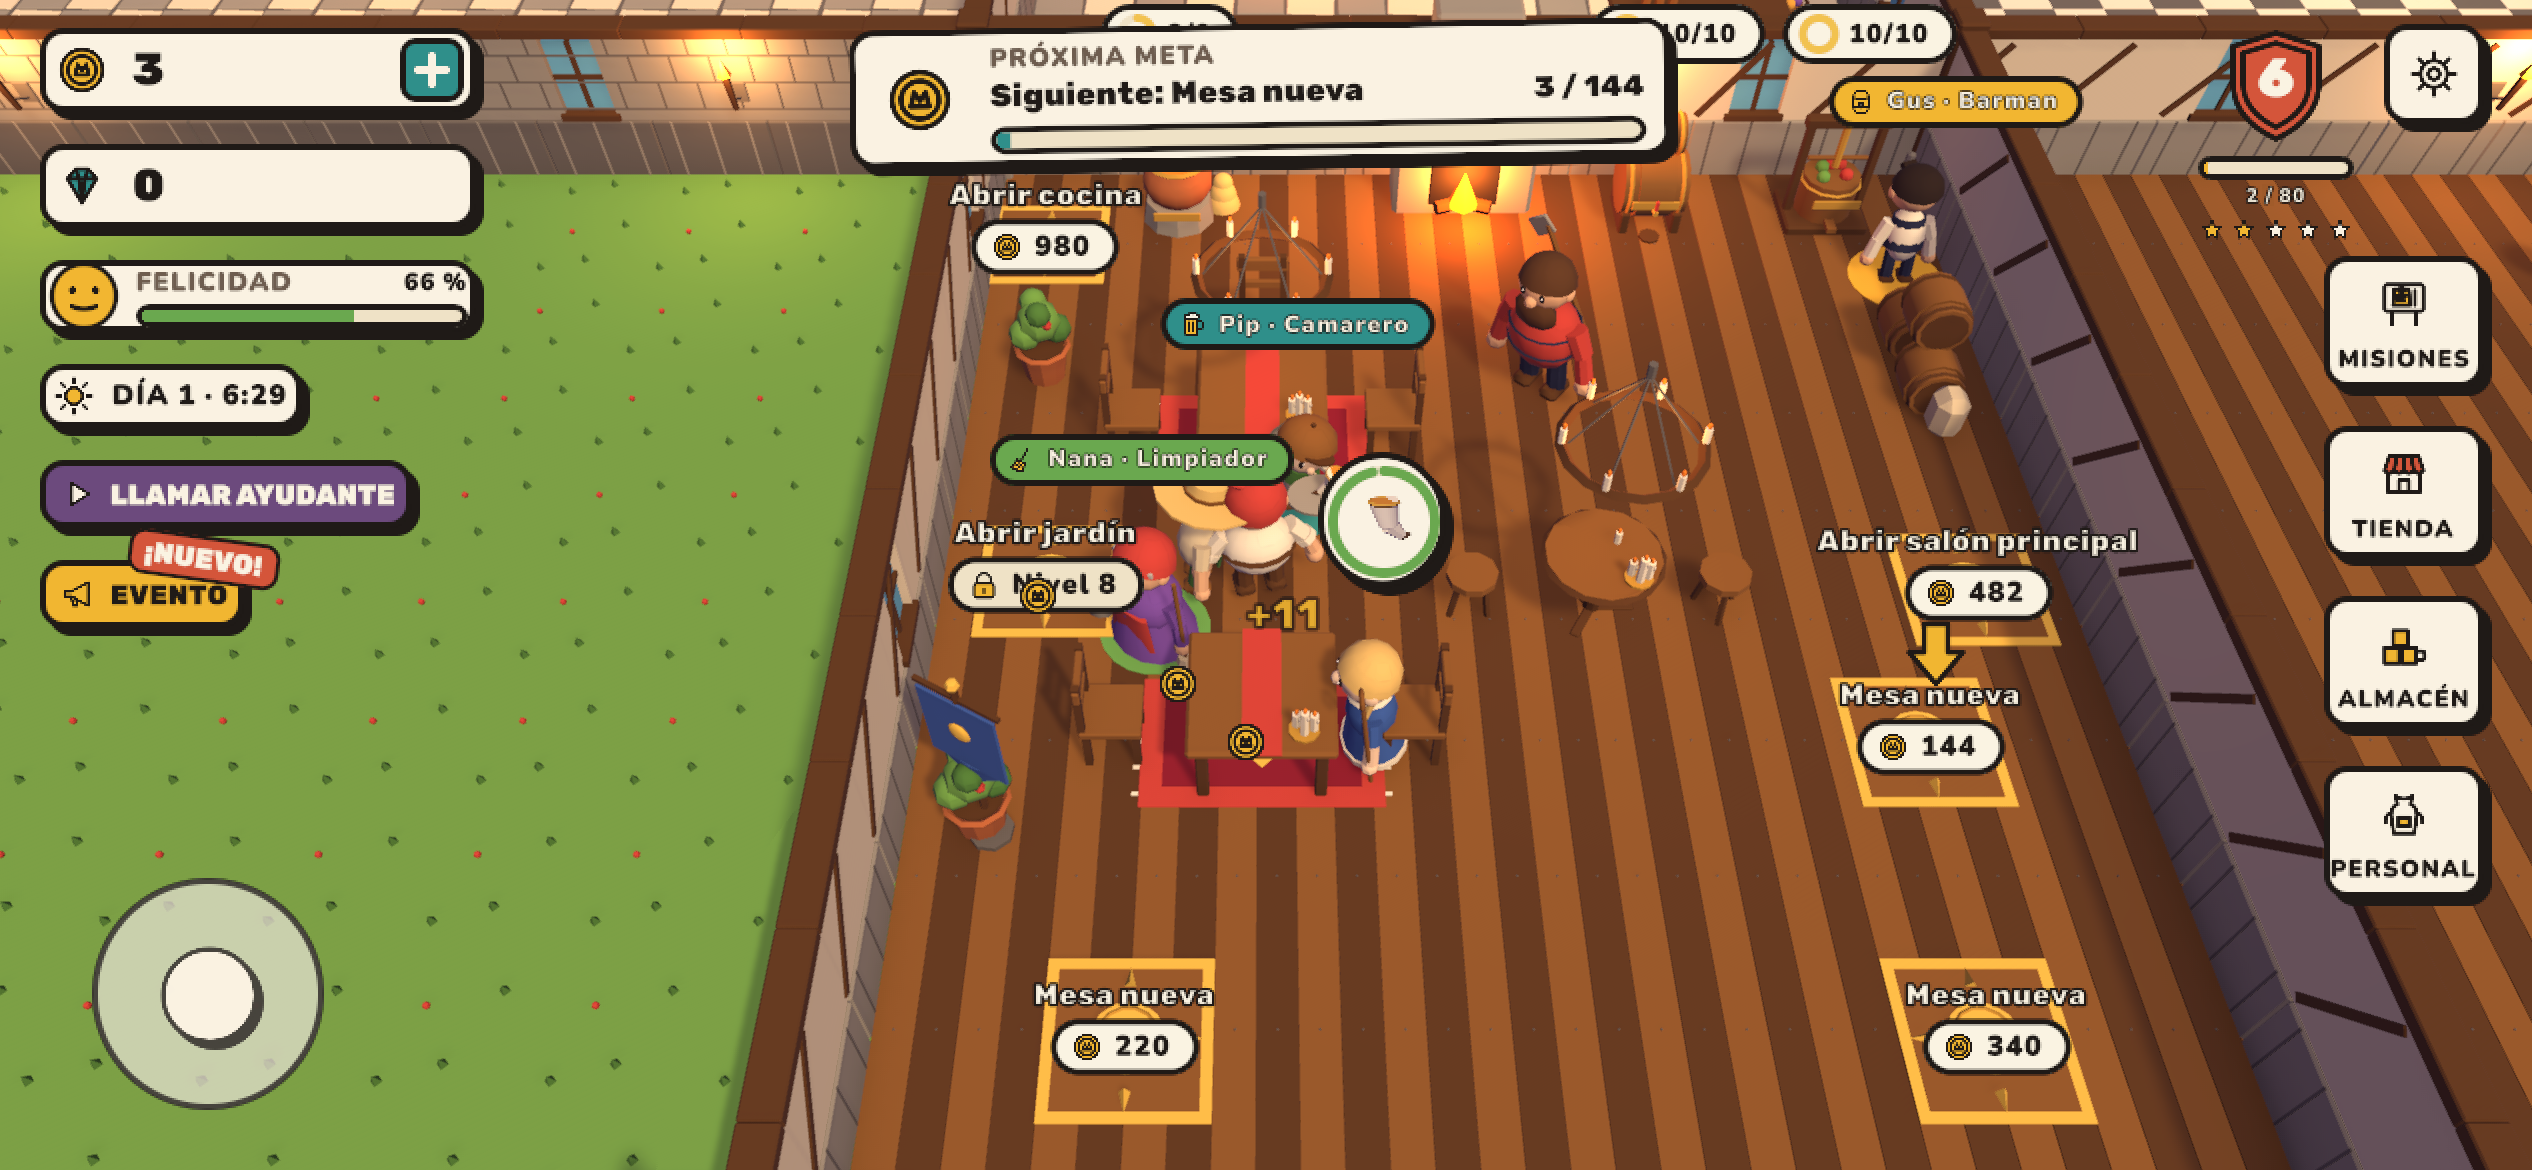 3
0
FELICIDAD
66 %
DÍA 1 · 6:29
LLAMAR AYUDANTE
¡NUEVO!
EVENTO
PRÓXIMA META
Siguiente: Mesa nueva
3 / 144
10/10
Gus · Barman
6
2 / 80
MISIONES
TIENDA
ALMACÉN
PERSONAL
Abrir cocina
980
Pip · Camarero
Nana · Limpiador
Abrir jardín
Nivel 8
+11
Abrir salón principal
482
Mesa nueva
144
Mesa nueva
220
Mesa nueva
340